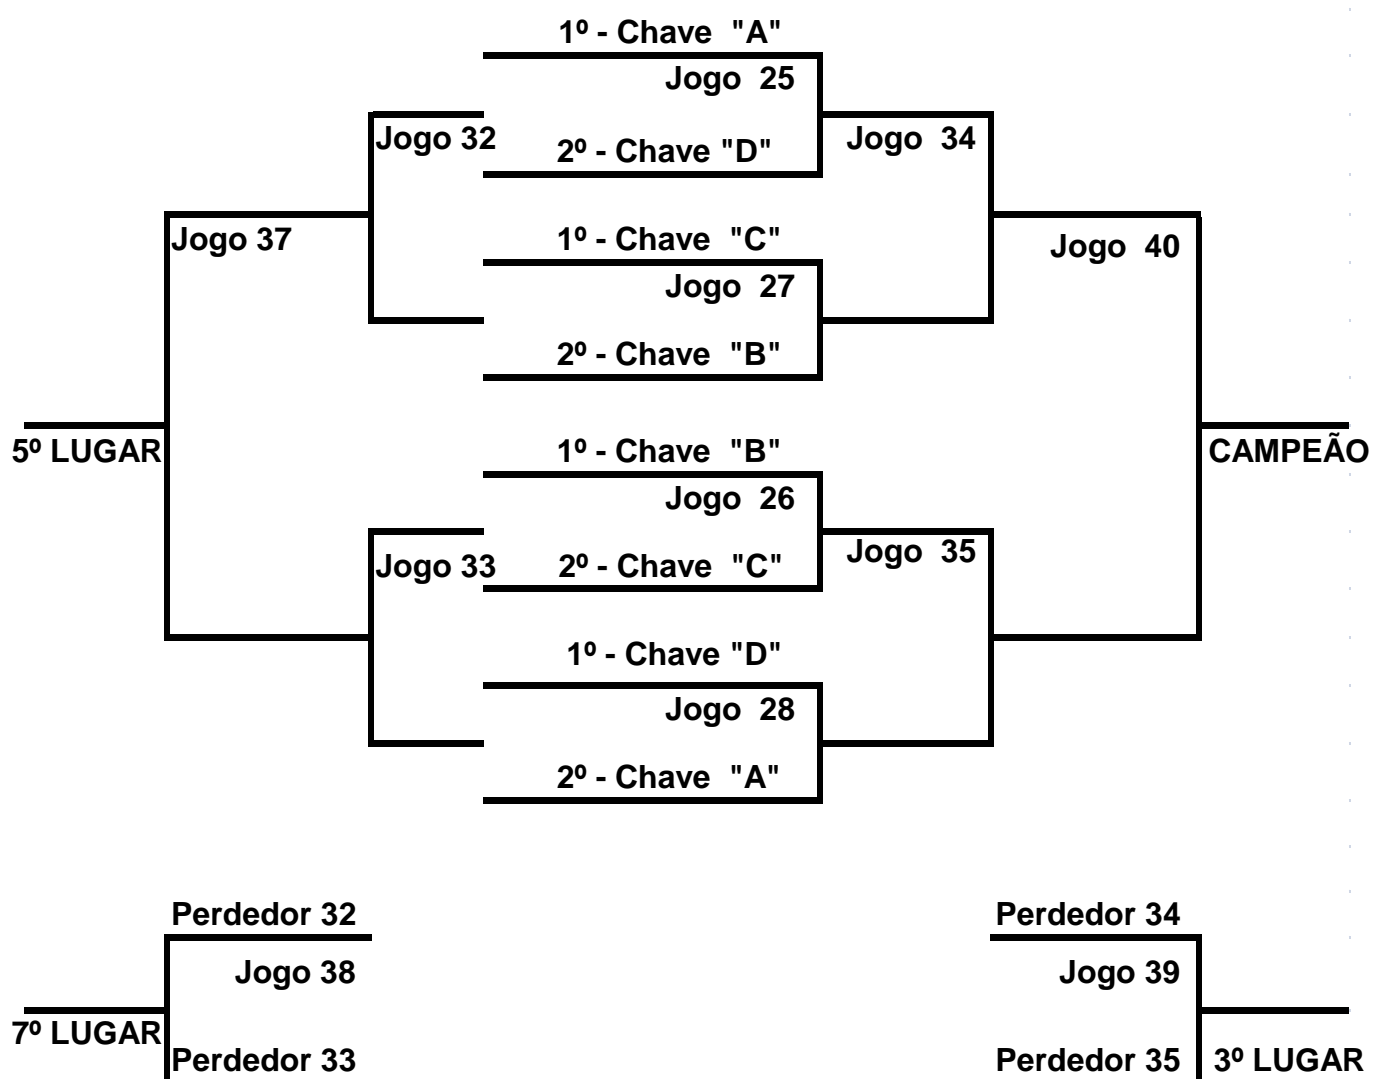 1º - Chave "A"
Jogo 25
Jogo 32
2º - Chave "D"
Jogo 34
Jogo 37
1º - Chave "C"
Jogo 40
Jogo 27
2º - Chave "B"
5º LUGAR
1º - Chave "B"
CAMPEÃO
Jogo 26
Jogo 33
2º - Chave "C"
Jogo 35
1º - Chave "D"
Jogo 28
2º - Chave "A"
Perdedor 32
Perdedor 34
Jogo 38
Jogo 39
7º LUGAR
Perdedor 33
Perdedor 35
3º LUGAR